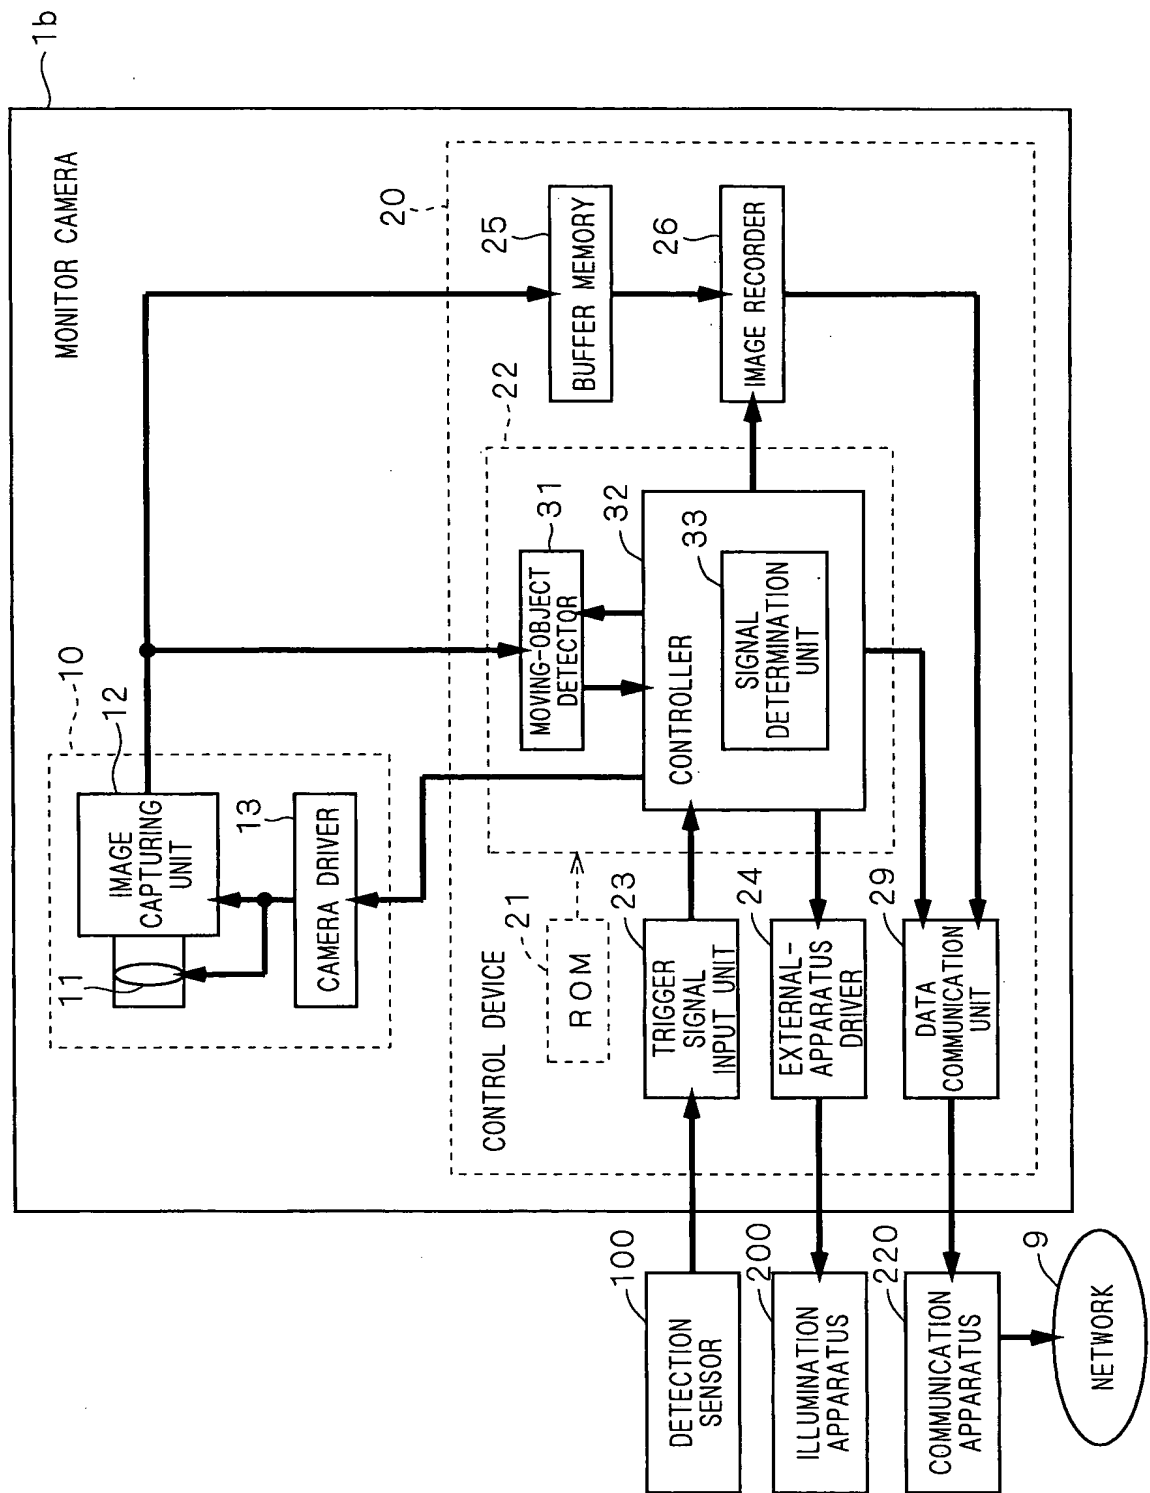 1b
MONITOR CAMERA
10
12
IMAGE
CAPTURING
UNIT
11
13
CAMERA DRIVER
20
CONTROL DEVICE
21
ROM
22
25
BUFFER MEMORY
26
IMAGE RECORDER
31
MOVING-OBJECT
DETECTOR
32
CONTROLLER
33
SIGNAL
DETERMINATION
UNIT
23
TRIGGER
SIGNAL
INPUT UNIT
24
EXTERNAL-
APPARATUS
DRIVER
29
DATA
COMMUNICATION
UNIT
100
DETECTION
SENSOR
200
ILLUMINATION
APPARATUS
220
COMMUNICATION
APPARATUS
9
NETWORK